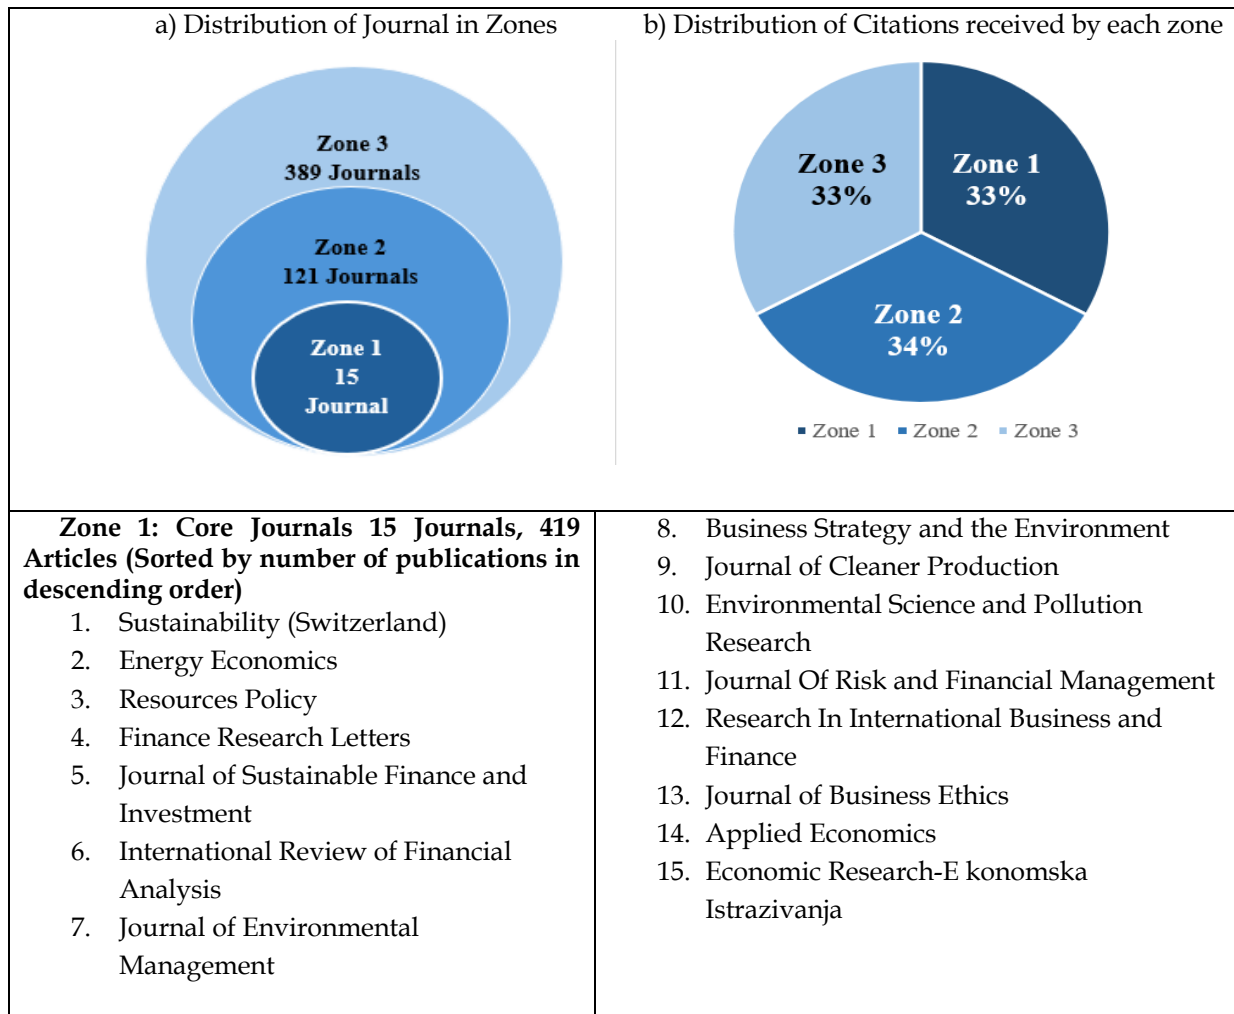 a) Distribution of Journal in Zones
b) Distribution of Citations received by each zone
Zone 3
389 Journals
Zone 2
121 Journals
Zone 1
15
Journal
Zone 3
33%
Zone 1
33%
Zone 2
34%
Zone 1 Zone 2 Zone 3
Zone 1: Core Journals 15 Journals, 419
Articles (Sorted by number of publications in
descending order)
1. Sustainability (Switzerland)
2. Energy Economics
3. Resources Policy
4. Finance Research Letters
5. Journal of Sustainable Finance and
Investment
6. International Review of Financial
Analysis
7. Journal of Environmental
Management
8. Business Strategy and the Environment
9. Journal of Cleaner Production
10. Environmental Science and Pollution
Research
11. Journal Of Risk and Financial Management
12. Research In International Business and
Finance
13. Journal of Business Ethics
14. Applied Economics
15. Economic Research-E konomska
Istrazivanja